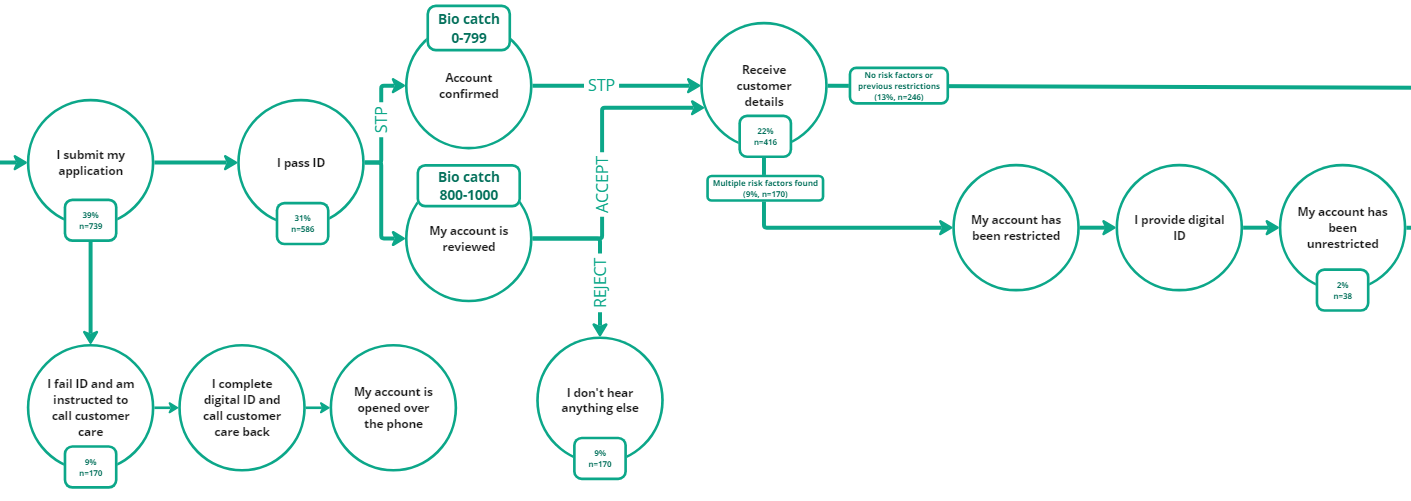 Bio catch
0-799
Account
confirmed
STP
STP
Receive
customer
details
22%
n=416
No risk factors or
previous restrictions
(13%, n=246)
I submit my
application
39%
n=739
I pass ID
31%
n=586
Bio catch
800-1000
My account is
reviewed
ACCEPT
REJECT
Multiple risk factors found
(9%, n=170)
My account has
been restricted
I provide digital
ID
My account has
been
unrestricted
2%
n=38
I fail ID and am
instructed to
call customer
care
9%
n=170
I complete
digital ID and
call customer
care back
My account is
opened over
the phone
I don't hear
anything else
9%
n=170